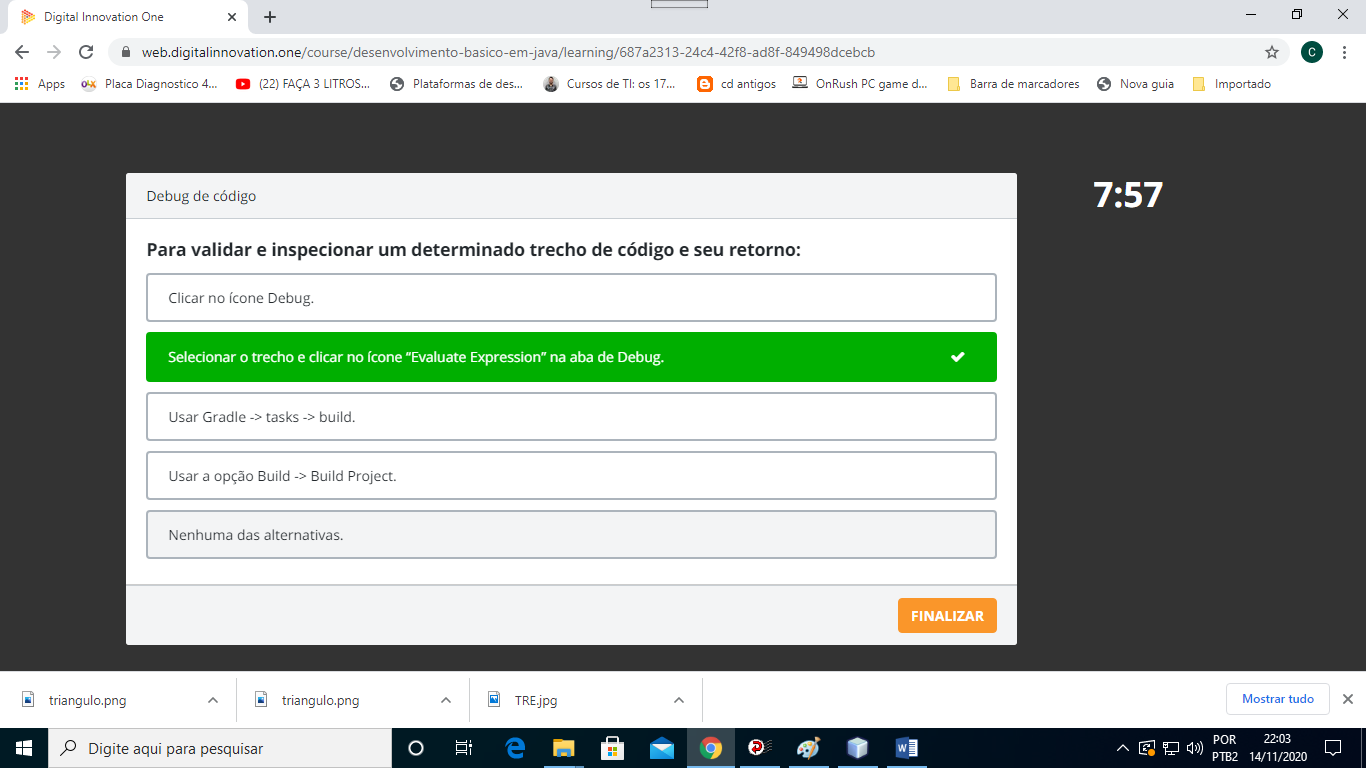 Digital Innovation One
web.digitalinnovation.one/course/desenvolvimento-basico-em-java/learning/687a2313-24c4-42f8-ad8f-849498dcebcb
C
Apps
OLX
Placa Diagnostico 4...
(22) FAÇA 3 LITROS...
Plataformas de des...
Cursos de TI: os 17...
cd antigos
OnRush PC game d...
Barra de marcadores
Nova guia
Importado
Debug de código
7:57
Para validar e inspecionar um determinado trecho de código e seu retorno:
Clicar no ícone Debug.
Selecionar o trecho e clicar no ícone “Evaluate Expression” na aba de Debug.
Usar Gradle -> tasks -> build.
Usar a opção Build -> Build Project.
Nenhuma das alternativas.
FINALIZAR
triangulo.png
triangulo.png
TRE.jpg
Mostrar tudo
Digite aqui para pesquisar
POR
PTB2
22:03
14/11/2020